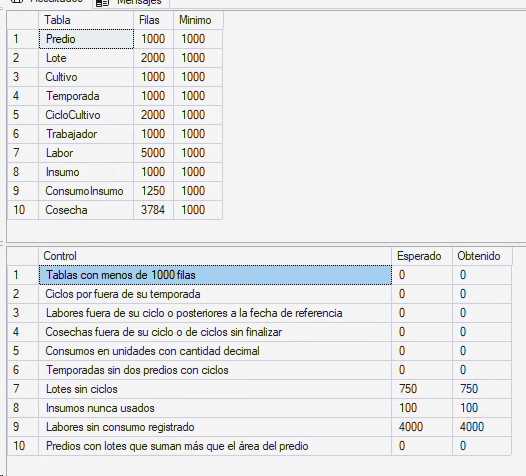 Resultados Mensajes
Tabla Filas Minimo
1 Predio 1000 1000
2 Lote 2000 1000
3 Cultivo 1000 1000
4 Temporada 1000 1000
5 CicloCultivo 2000 1000
6 Trabajador 1000 1000
7 Labor 5000 1000
8 Insumo 1000 1000
9 ConsumoInsumo 1250 1000
10 Cosecha 3784 1000
Control Esperado Obtenido
1 Tablas con menos de 1000 filas 0 0
2 Ciclos por fuera de su temporada 0 0
3 Labores fuera de su ciclo o posteriores a la fecha de referencia 0 0
4 Cosechas fuera de su ciclo o de ciclos sin finalizar 0 0
5 Consumos en unidades con cantidad decimal 0 0
6 Temporadas sin dos predios con ciclos 0 0
7 Lotes sin ciclos 750 750
8 Insumos nunca usados 100 100
9 Labores sin consumo registrado 4000 4000
10 Predios con lotes que suman más que el área del predio 0 0